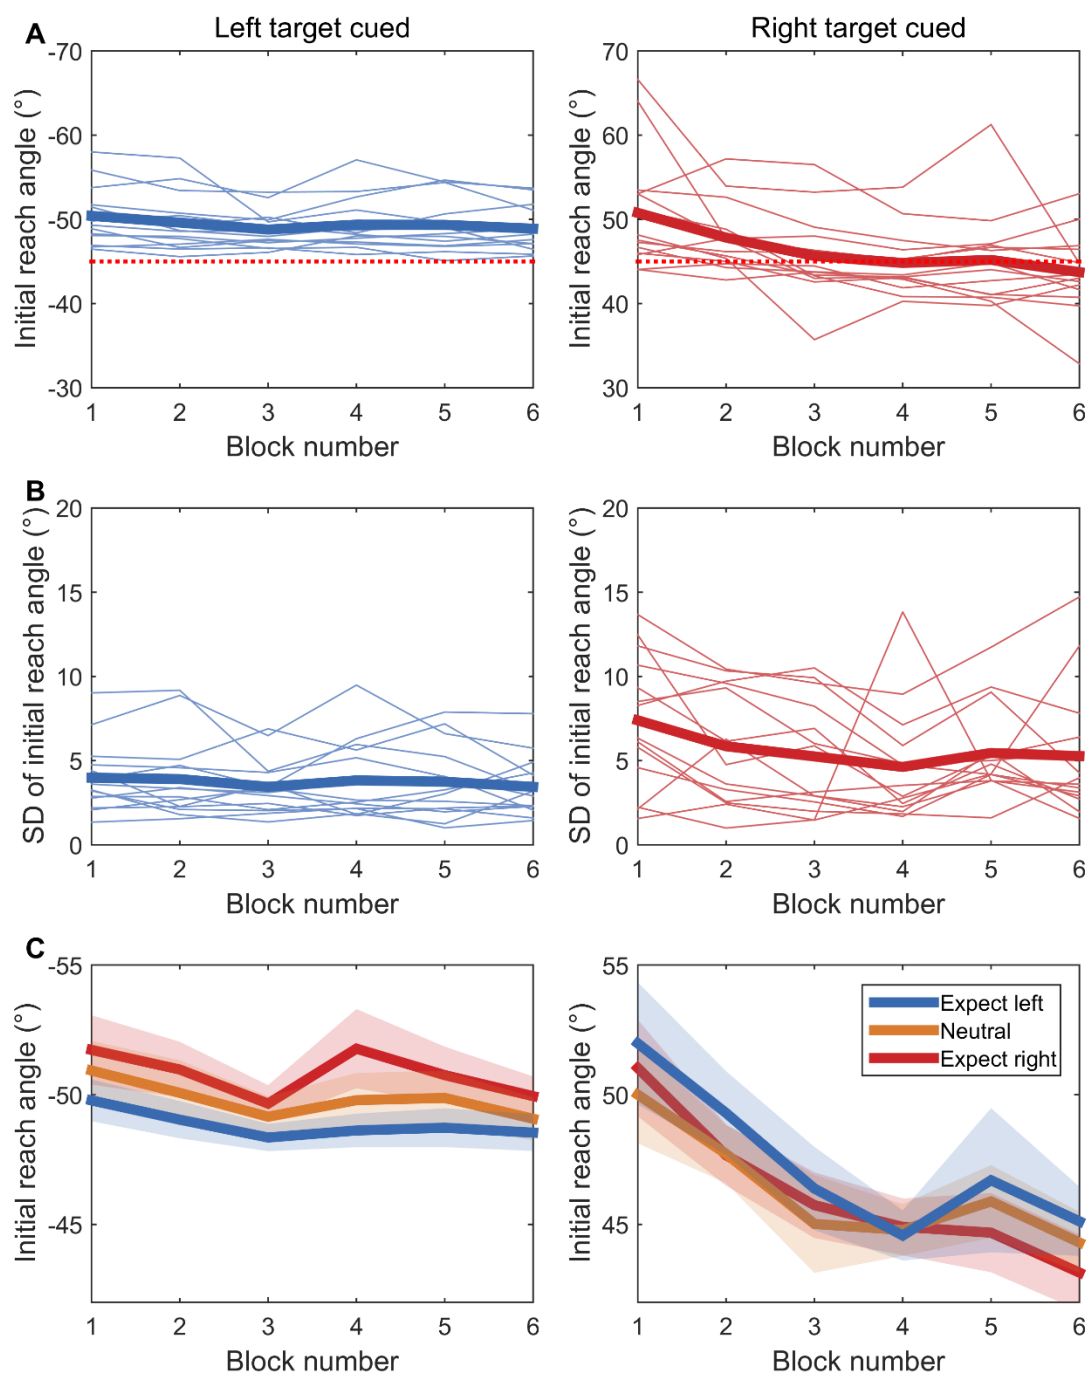 A
Left target cued
Right target cued
Initial reach angle (°)
-70
-60
-50
-40
-30
1 2 3 4 5 6
Block number
Initial reach angle (°)
70
60
50
40
30
1 2 3 4 5 6
Block number
B
SD of initial reach angle (°)
20
15
10
5
0
1 2 3 4 5 6
Block number
SD of initial reach angle (°)
20
15
10
5
0
1 2 3 4 5 6
Block number
C
Initial reach angle (°)
-55
-50
-45
1 2 3 4 5 6
Block number
Initial reach angle (°)
55
50
45
Expect left
Neutral
Expect right
1 2 3 4 5 6
Block number